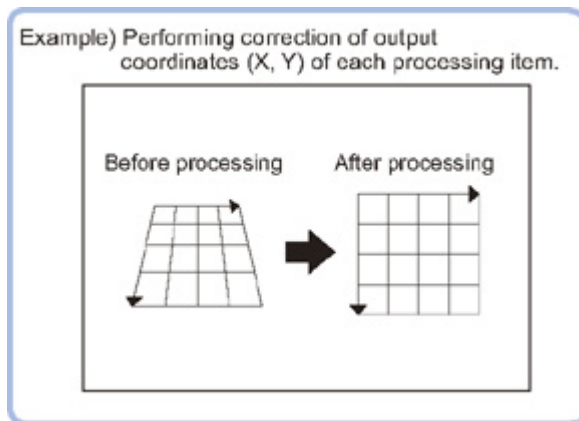 Example) Performing correction of output
coordinates (X, Y) of each processing item.
Before processing
After processing